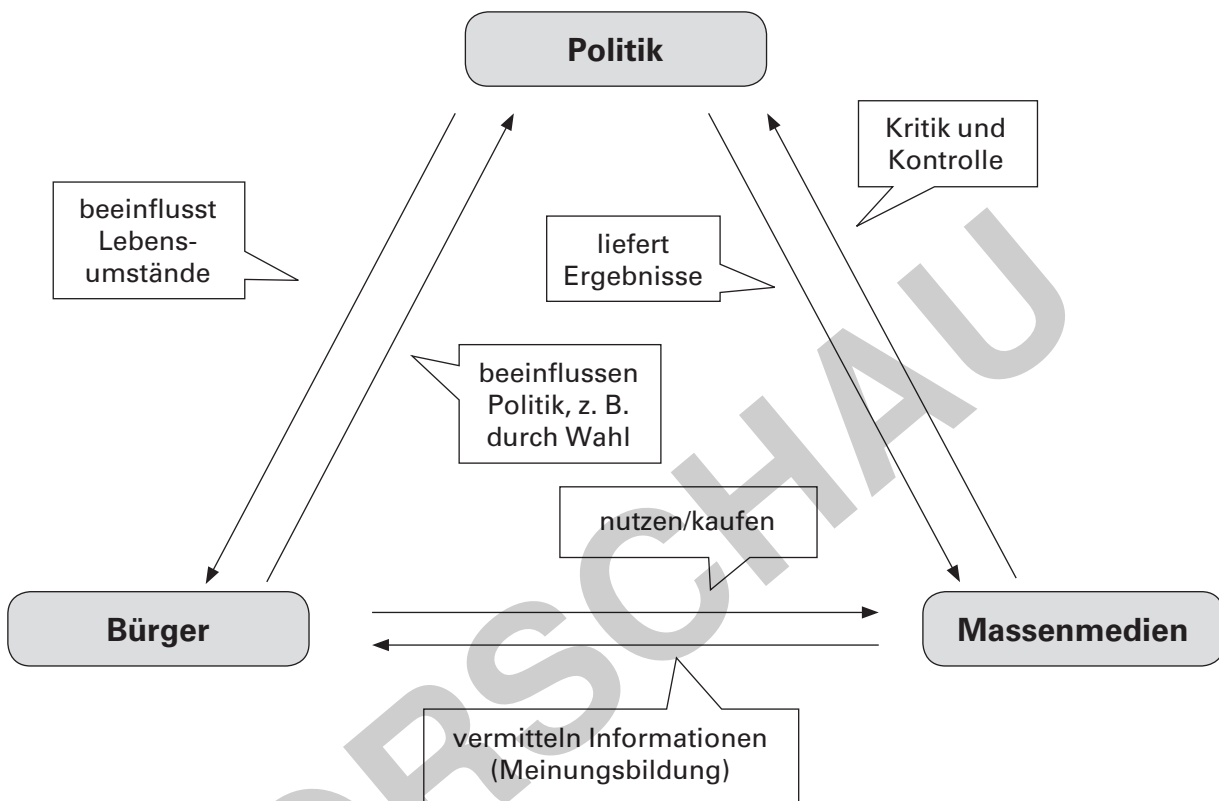 Politik
Kritik und
Kontrolle
beeinflusst
Lebens-
umstände
liefert
Ergebnisse
beeinflussen
Politik, z. B.
durch Wahl
nutzen/kaufen
Bürger
Massenmedien
vermitteln Informationen
(Meinungsbildung)
ORSCHAU